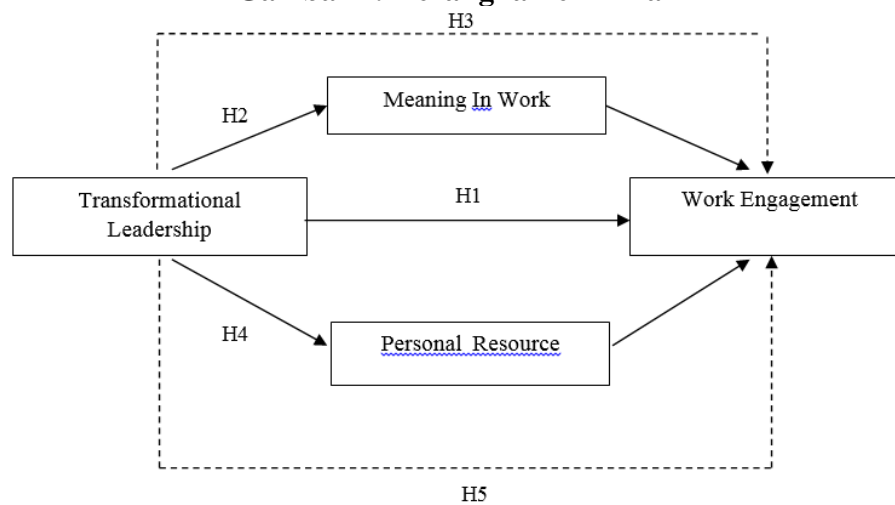 H3
Meaning In Work
H2
Transformational
Leadership
H1
Work Engagement
H4
Personal Resource
H5